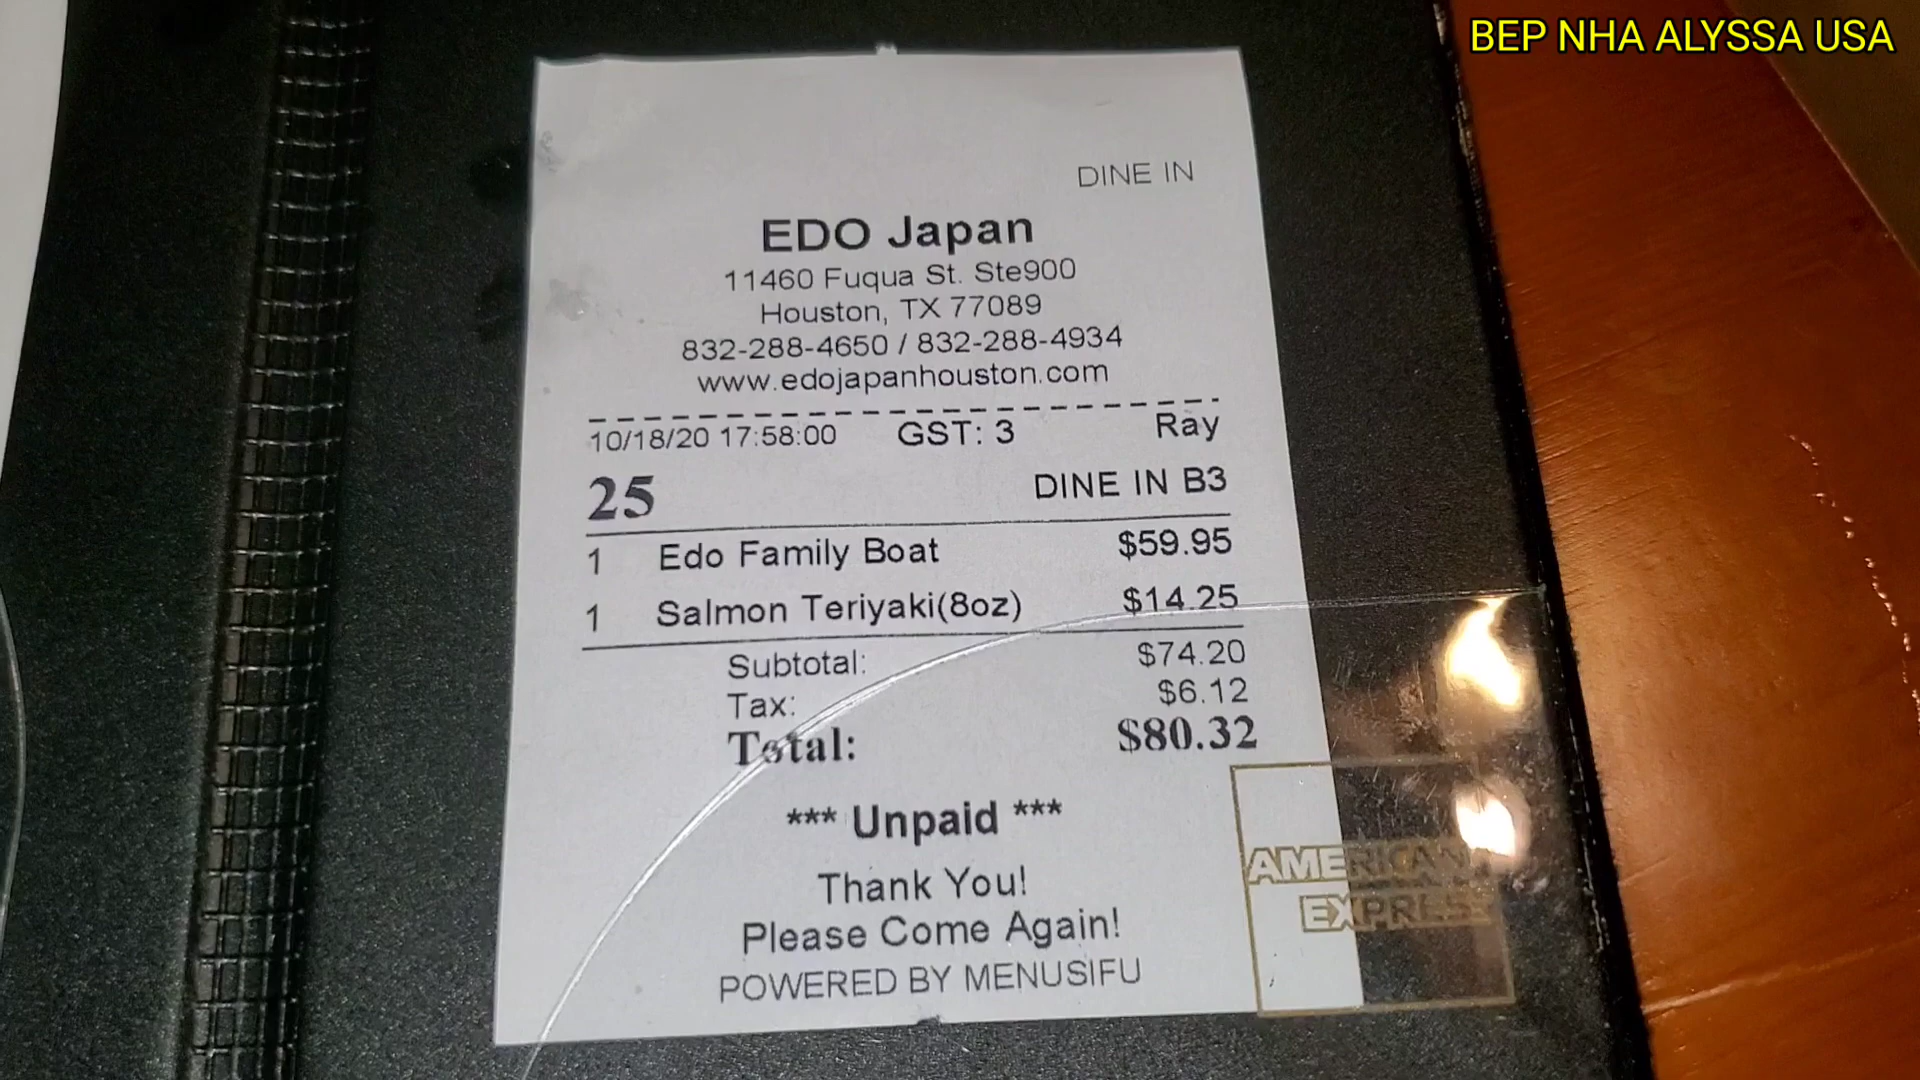 BEP NHA ALYSSA USA
DINE IN
EDO Japan
11460 Fuqua St. Ste900
Houston, TX 77089
832-288-4650 / 832-288-4934
www.edojapanhouston.com
10/18/20 17:58:00 GST: 3 Ray
25 DINE IN B3
1 Edo Family Boat $59.95
1 Salmon Teriyaki(8oz) $14.25
Subtotal: $74.20
Tax: $6.12
Total: $80.32
*** Unpaid ***
Thank You!
Please Come Again!
POWERED BY MENUSIFU
AMERICAN
EXPRESS